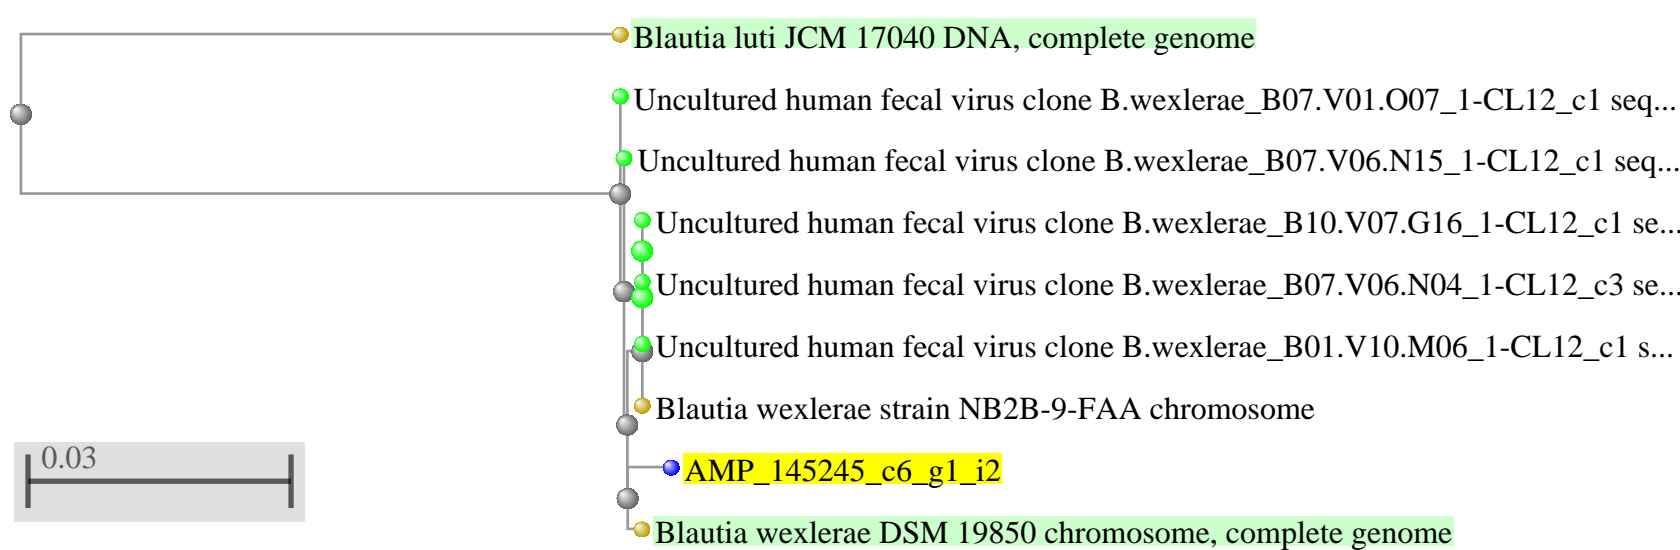 Blautia luti JCM 17040 DNA, complete genome
Uncultured human fecal virus clone B.wexlerae_B07.V01.O07_1-CL12_c1 seq...
Uncultured human fecal virus clone B.wexlerae_B07.V06.N15_1-CL12_c1 seq...
Uncultured human fecal virus clone B.wexlerae_B10.V07.G16_1-CL12_c1 se...
Uncultured human fecal virus clone B.wexlerae_B07.V06.N04_1-CL12_c3 se...
Uncultured human fecal virus clone B.wexlerae_B01.V10.M06_1-CL12_c1 s...
Blautia wexlerae strain NB2B-9-FAA chromosome
0.03
AMP_145245_c6_g1_i2
Blautia wexlerae DSM 19850 chromosome, complete genome